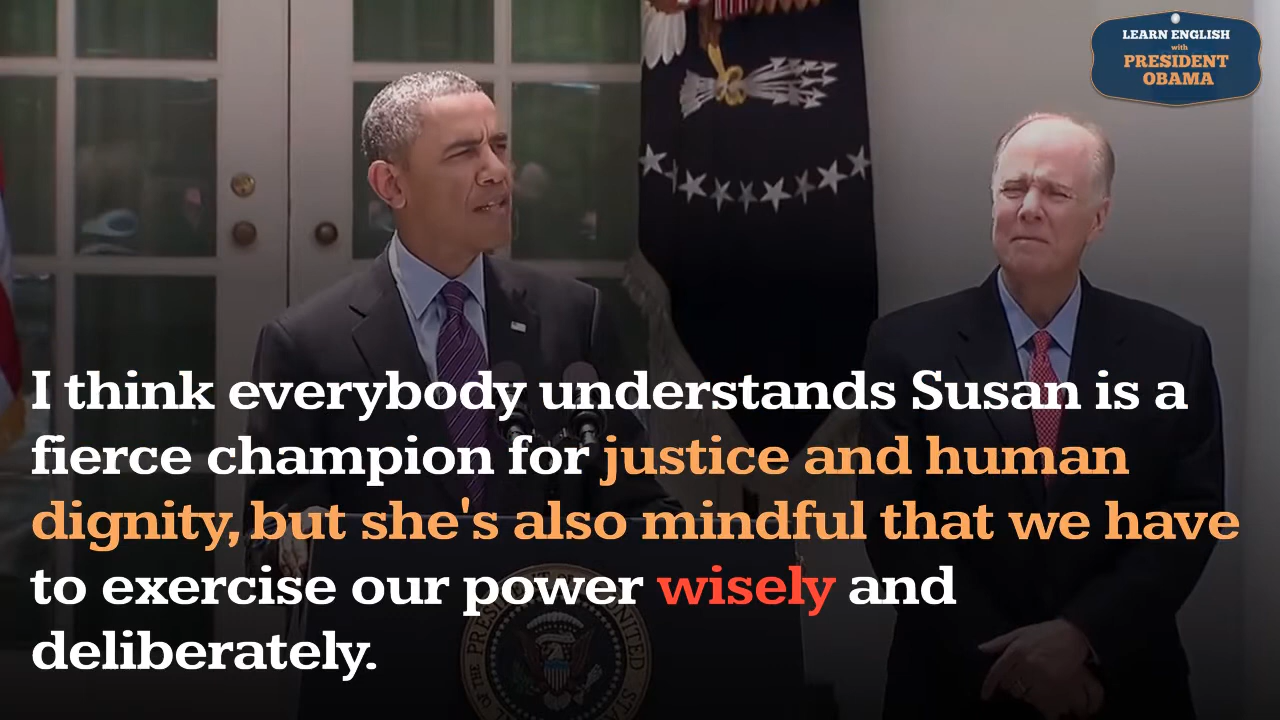 LEARN ENGLISH
with
PRESIDENT
OBAMA
I think everybody understands Susan is a
fierce champion for justice and human
dignity, but she's also mindful that we have
to exercise our power wisely and
deliberately.